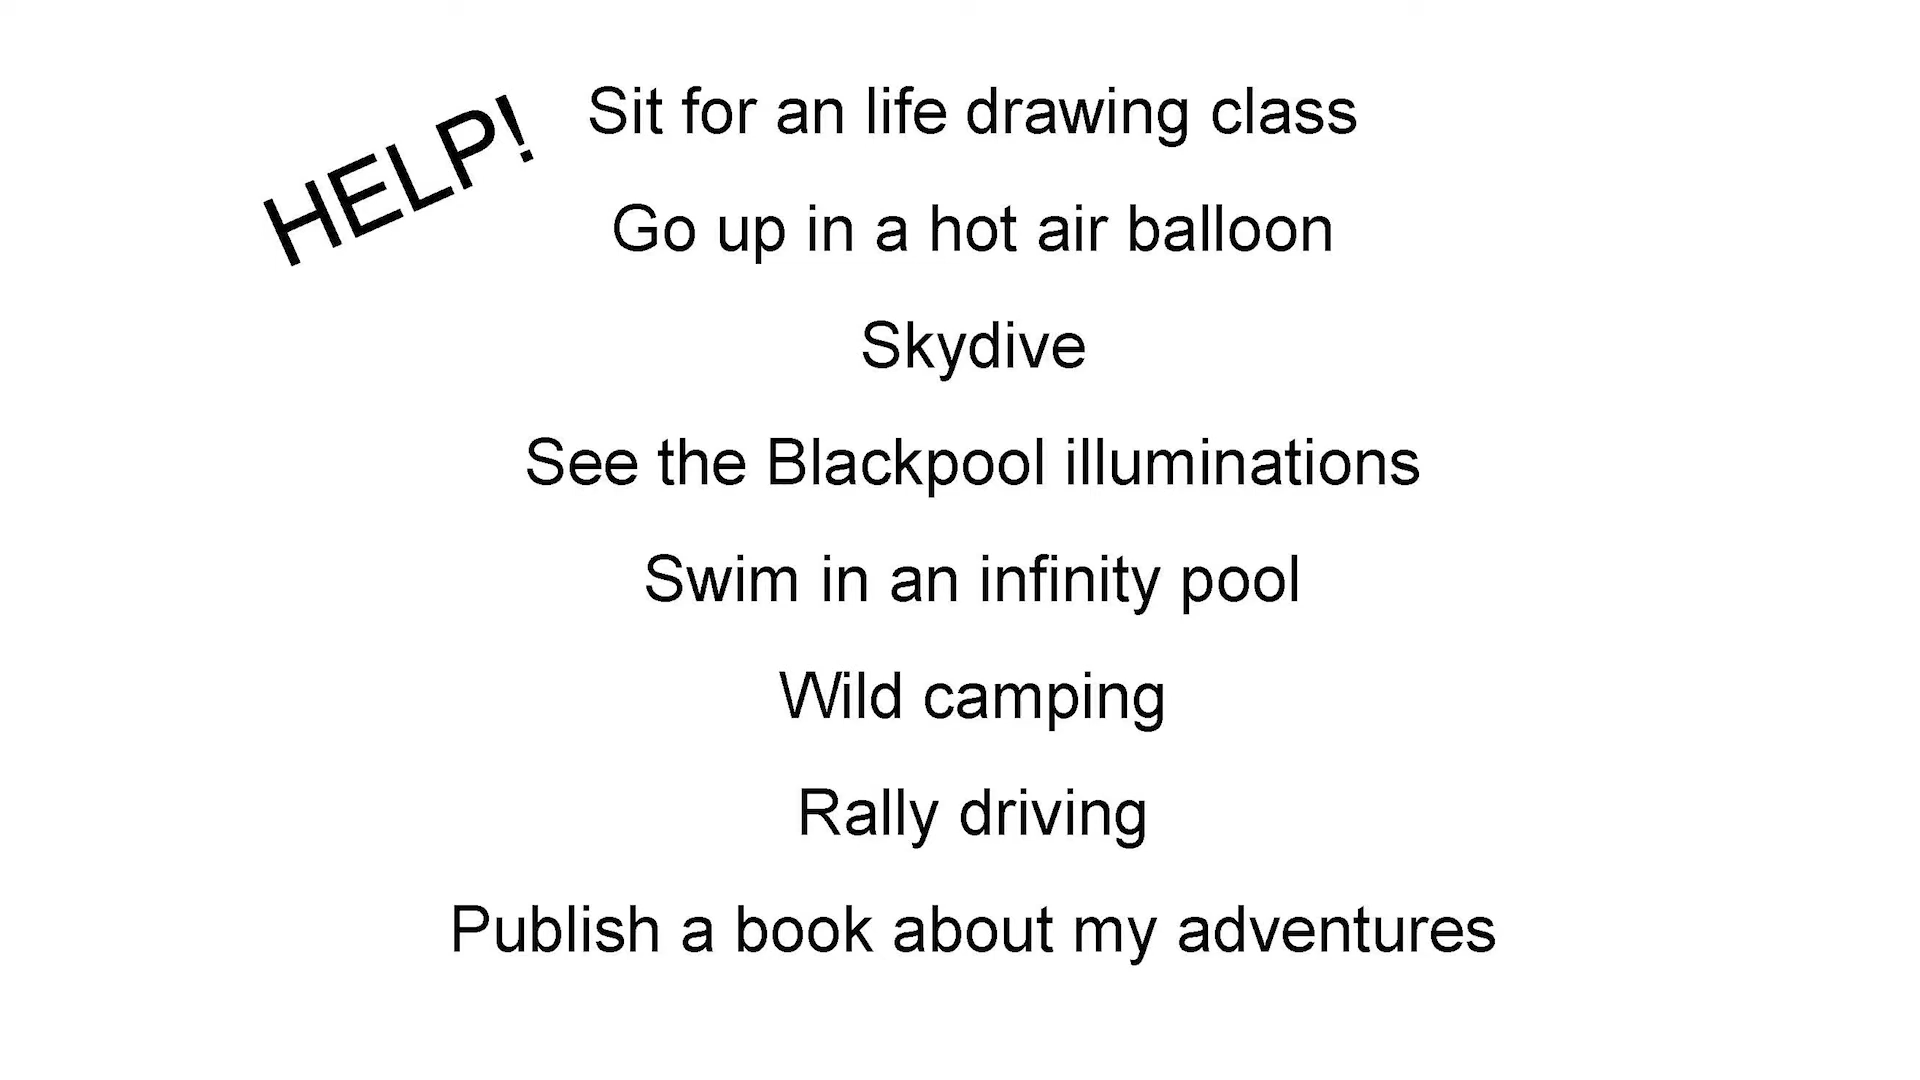 HELP!
Sit for an life drawing class
Go up in a hot air balloon
Skydive
See the Blackpool illuminations
Swim in an infinity pool
Wild camping
Rally driving
Publish a book about my adventures